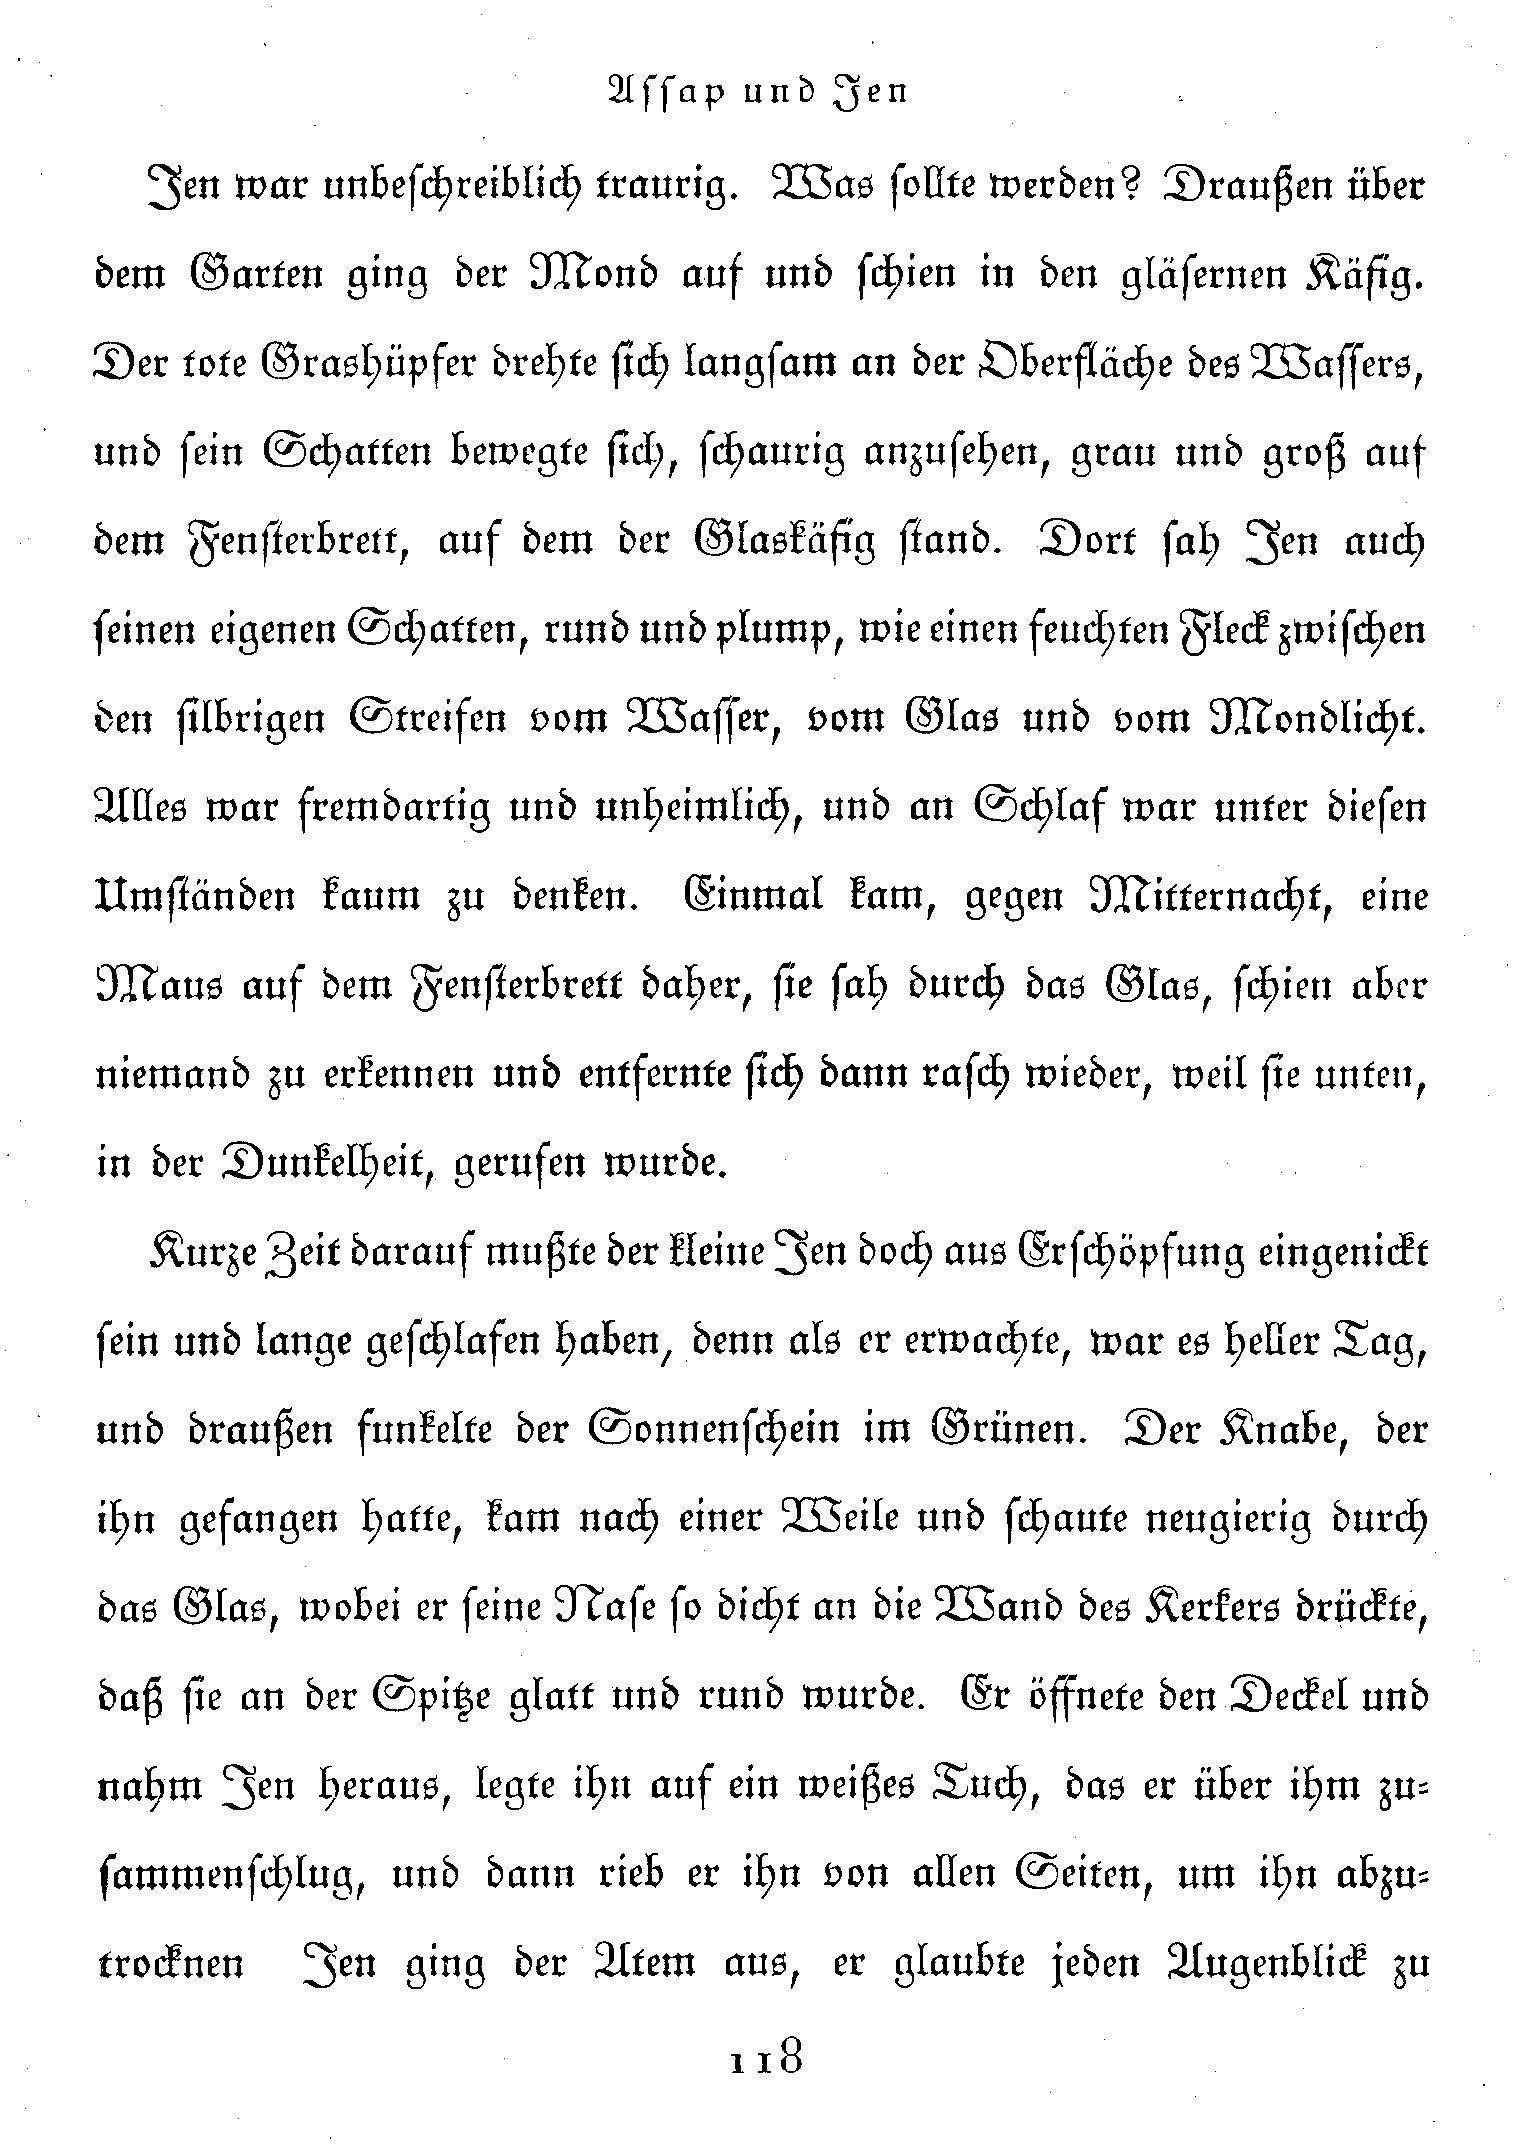 Assap und Jen
Jen war unbeschreiblich traurig. Was sollte werden? Draußen über
dem Garten ging der Mond auf und schien in den gläsernen Käfig.
Der tote Grashüpfer drehte sich langsam an der Oberfläche des Wassers,
und sein Schatten bewegte sich, schaurig anzusehen, grau und groß auf
dem Fensterbrett, auf dem der Glaskäfig stand. Dort sah Jen auch
seinen eigenen Schatten, rund und plump, wie einen feuchten Fleck zwischen
den silbrigen Streifen vom Wasser, vom Glas und vom Mondlicht.
Alles war fremdartig und unheimlich, und an Schlaf war unter diesen
Umständen kaum zu denken. Einmal kam, gegen Mitternacht, eine
Maus auf dem Fensterbrett daher, sie sah durch das Glas, schien aber
niemand zu erkennen und entfernte sich dann rasch wieder, weil sie unten,
in der Dunkelheit, gerufen wurde.
Kurze Zeit darauf mußte der kleine Jen doch aus Erschöpfung eingenickt
sein und lange geschlafen haben, denn als er erwachte, war es heller Tag,
und draußen funkelte der Sonnenschein im Grünen. Der Knabe, der
ihn gefangen hatte, kam nach einer Weile und schaute neugierig durch
das Glas, wobei er seine Nase so dicht an die Wand des Kerkers drückte,
daß sie an der Spitze glatt und rund wurde. Er öffnete den Deckel und
nahm Jen heraus, legte ihn auf ein weißes Tuch, das er über ihm zu-
sammenschlug, und dann rieb er ihn von allen Seiten, um ihn abzu-
trocknen Jen ging der Atem aus, er glaubte jeden Augenblick zu
118